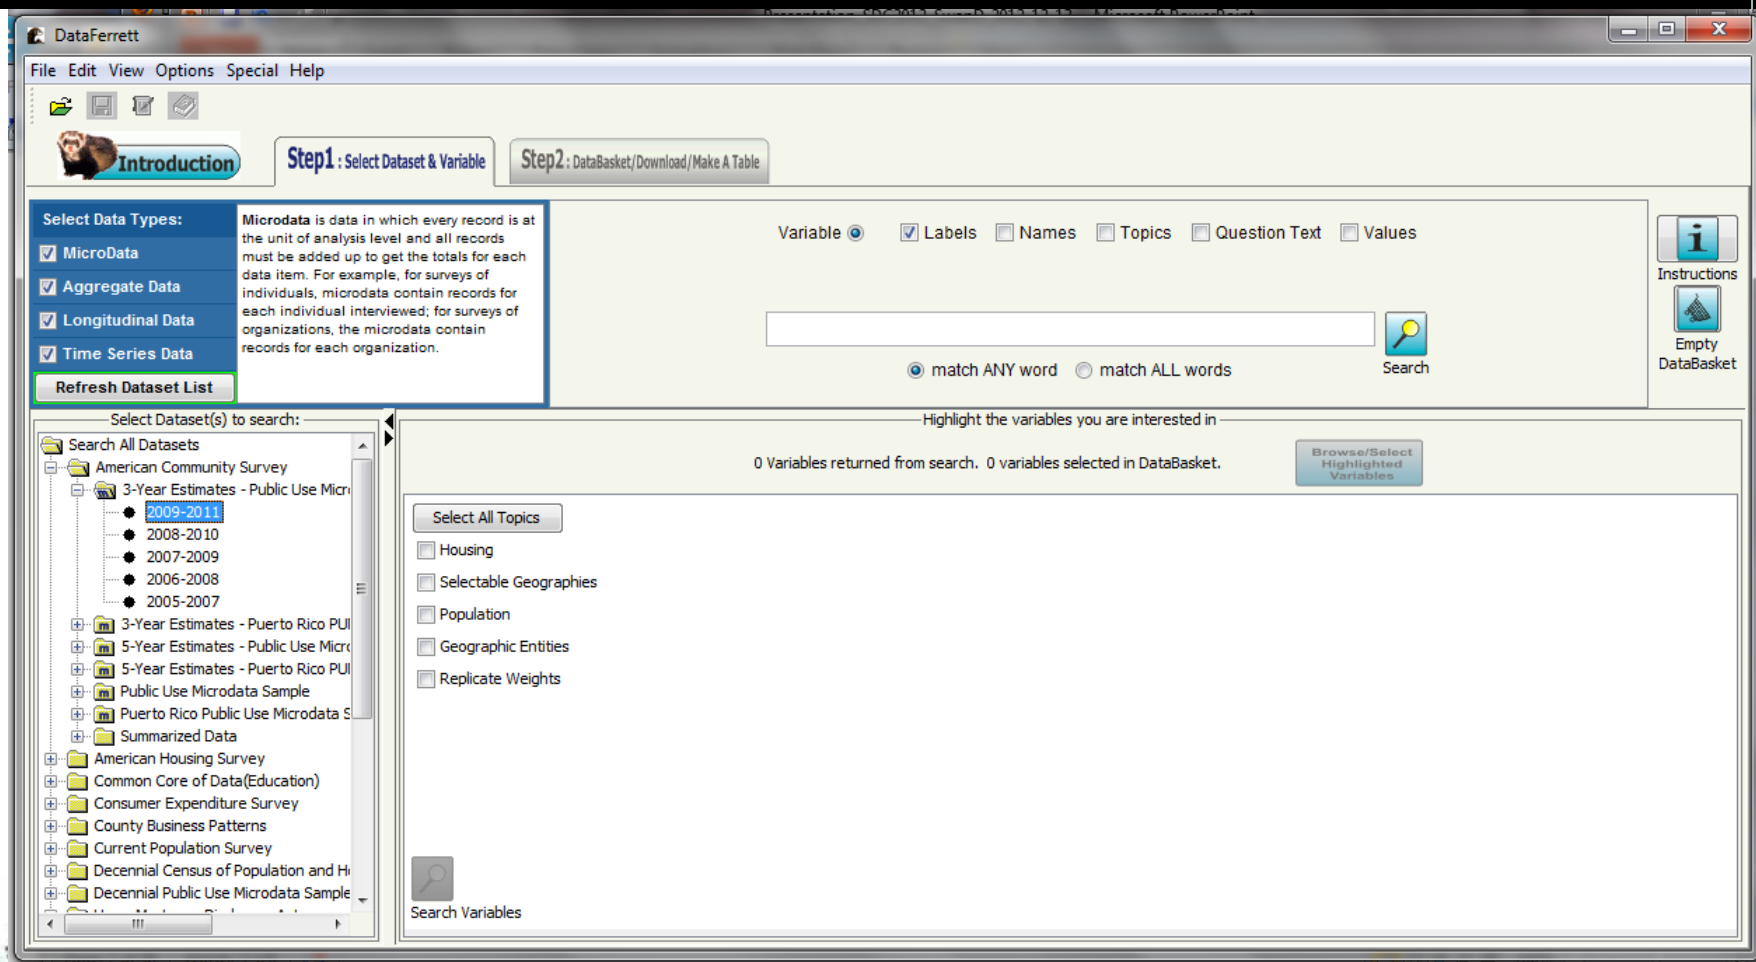 DataFerrett
File Edit View Options Special Help
Introduction
Step1 : Select Dataset & Variable
Step2 : DataBasket/Download/Make A Table
Select Data Types:
MicroData
Aggregate Data
Longitudinal Data
Time Series Data
Refresh Dataset List
Microdata is data in which every record is at
the unit of analysis level and all records
must be added up to get the totals for each
data item. For example, for surveys of
individuals, microdata contain records for
each individual interviewed; for surveys of
organizations, the microdata contain
records for each organization.
Variable Labels Names Topics Question Text Values
match ANY word match ALL words
Search
Instructions
Empty
DataBasket
Select Dataset(s) to search:
Search All Datasets
American Community Survey
3-Year Estimates - Public Use Micr
2009-2011
2008-2010
2007-2009
2006-2008
2005-2007
3-Year Estimates - Puerto Rico PU
5-Year Estimates - Public Use Micr
5-Year Estimates - Puerto Rico PU
Public Use Microdata Sample
Puerto Rico Public Use Microdata S
Summarized Data
American Housing Survey
Common Core of Data(Education)
Consumer Expenditure Survey
County Business Patterns
Current Population Survey
Decennial Census of Population and H
Decennial Public Use Microdata Sample
Highlight the variables you are interested in
0 Variables returned from search. 0 variables selected in DataBasket.
Browse/Select
Highlighted
Variables
Select All Topics
Housing
Selectable Geographies
Population
Geographic Entities
Replicate Weights
Search Variables